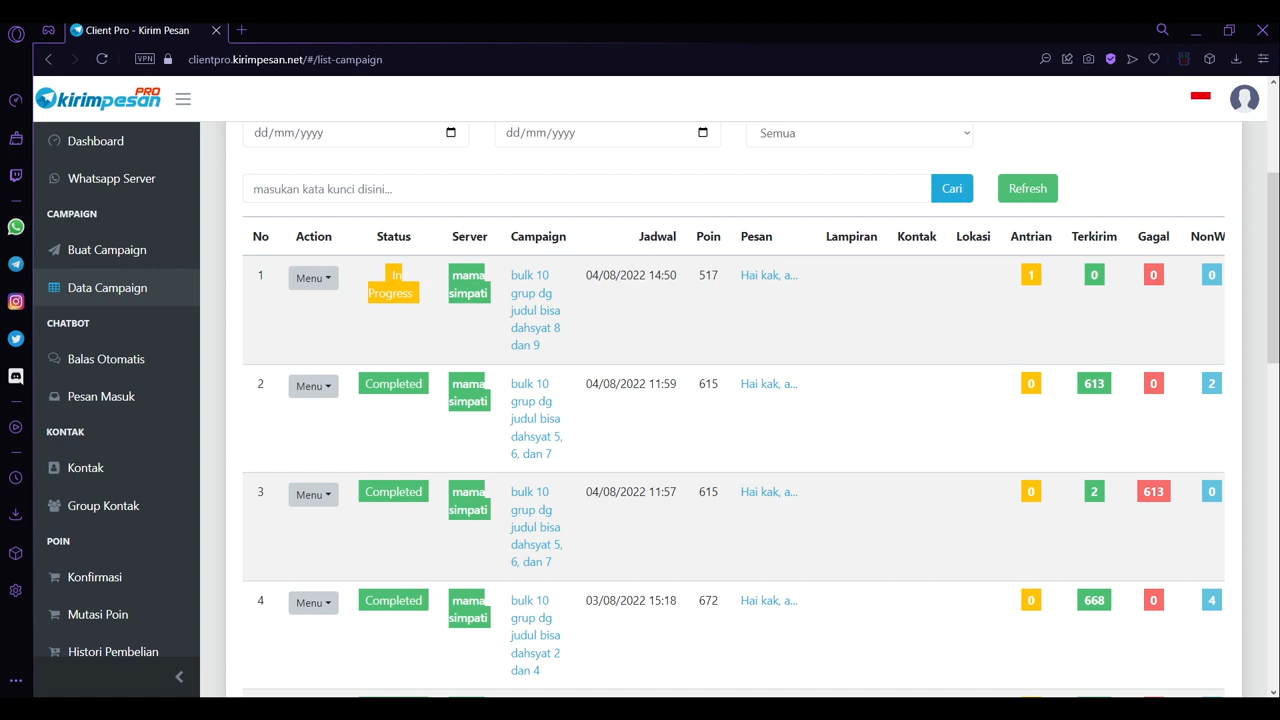 Client Pro - Kirim Pesan
VPN
clientpro.kirimpesan.net/#/list-campaign
kirimpesan PRO
Dashboard
Whatsapp Server
CAMPAIGN
Buat Campaign
Data Campaign
CHATBOT
Balas Otomatis
Pesan Masuk
KONTAK
Kontak
Group Kontak
POIN
Konfirmasi
Mutasi Poin
Histori Pembelian
dd/mm/yyyy
dd/mm/yyyy
Semua
masukan kata kunci disini...
Cari
Refresh
No Action Status Server Campaign Jadwal Poin Pesan Lampiran Kontak Lokasi Antrian Terkirim Gagal NonW
1 Menu In mama bulk 10 04/08/2022 14:50 517 Hai kak, a... 1 0 0 0
Progress simpati grup dg
judul bisa
dahsyat 8
dan 9
2 Menu Completed mama bulk 10 04/08/2022 11:59 615 Hai kak, a... 0 613 0 2
simpati grup dg
judul bisa
dahsyat 5,
6, dan 7
3 Menu Completed mama bulk 10 04/08/2022 11:57 615 Hai kak, a... 0 2 613 0
simpati grup dg
judul bisa
dahsyat 5,
6, dan 7
4 Menu Completed mama bulk 10 03/08/2022 15:18 672 Hai kak, a... 0 668 0 4
simpati grup dg
judul bisa
dahsyat 2
dan 4